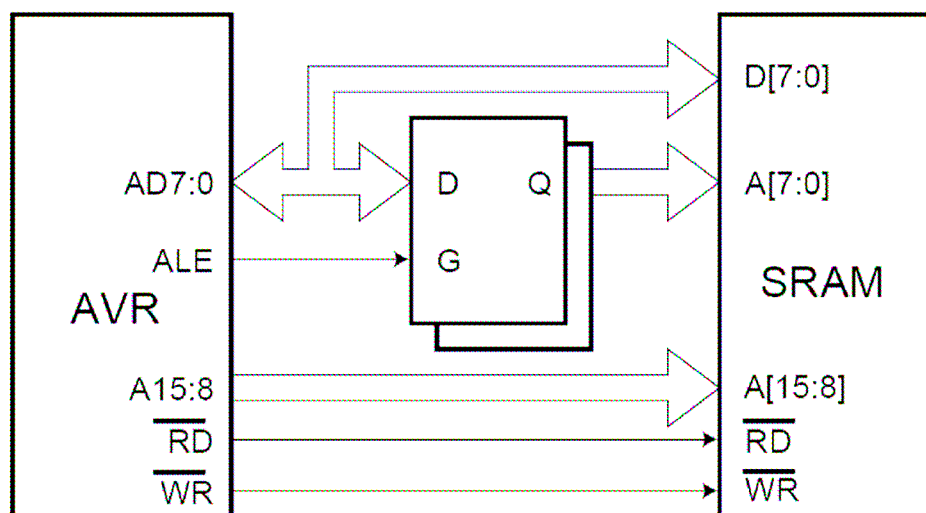 D[7:0]
AD7:0
D
Q
A[7:0]
ALE
G
AVR
SRAM
A15:8
A[15:8]
RD
RD
WR
WR